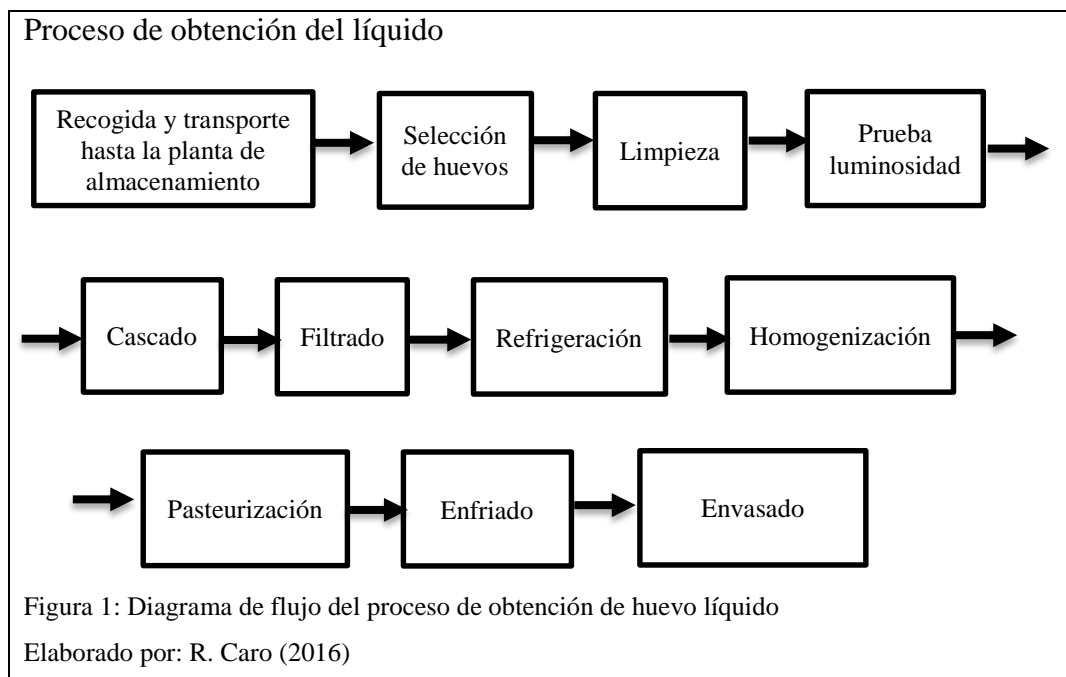 Proceso de obtención del líquido
Recogida y transporte
hasta la planta de
almacenamiento
Selección
de huevos
Limpieza
Prueba
luminosidad
Cascado
Filtrado
Refrigeración
Homogenización
Pasteurización
Enfriado
Envasado
Figura 1: Diagrama de flujo del proceso de obtención de huevo líquido
Elaborado por: R. Caro (2016)